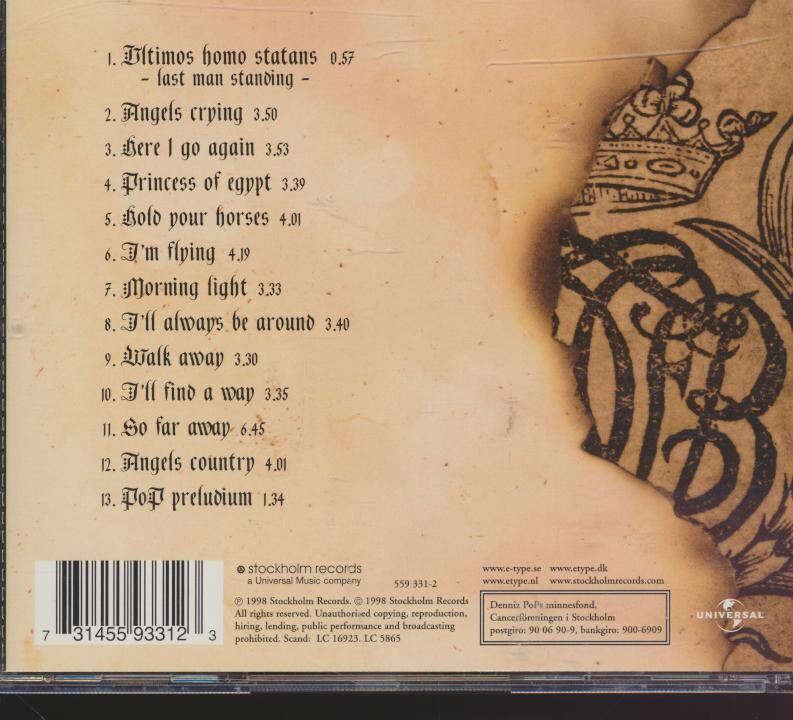 1. Ultimos homo statans 0.57
- last man standing -
2. Angels crying 3.50
3. Here I go again 3.53
4. Princess of egypt 3.39
5. Hold your horses 4.01
6. I'm flying 4.19
7. Morning light 3.33
8. I'll always be around 3.40
9. Walk away 3.30
10. I'll find a way 3.35
11. So far away 6.45
12. Angels country 4.01
13. PoP preludium 1.34
stockholm records
a Universal Music company 559 331-2
℗ 1998 Stockholm Records. © 1998 Stockholm Records
All rights reserved. Unauthorised copying, reproduction,
hiring, lending, public performance and broadcasting
prohibited. Scand: LC 16923. LC 5865
7 31455 93312 3
www.e-type.se www.etype.dk
www.etype.nl www.stockholmrecords.com
Denniz PoPs minnesfond,
Cancerföreningen i Stockholm
postgiro: 90 06 90-9, bankgiro: 900-6909
UNIVERSAL